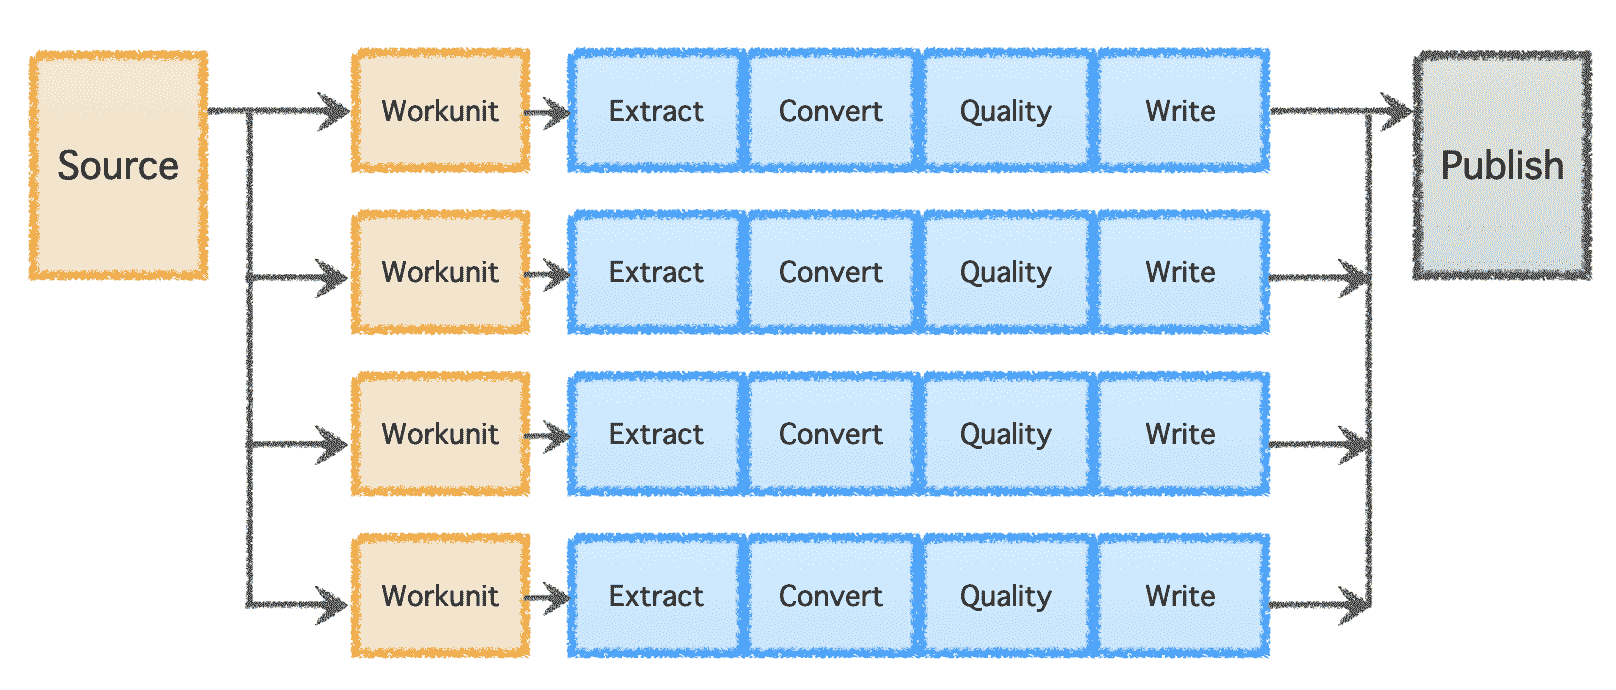 Source
Workunit
Extract
Convert
Quality
Write
Publish
Workunit
Extract
Convert
Quality
Write
Workunit
Extract
Convert
Quality
Write
Workunit
Extract
Convert
Quality
Write